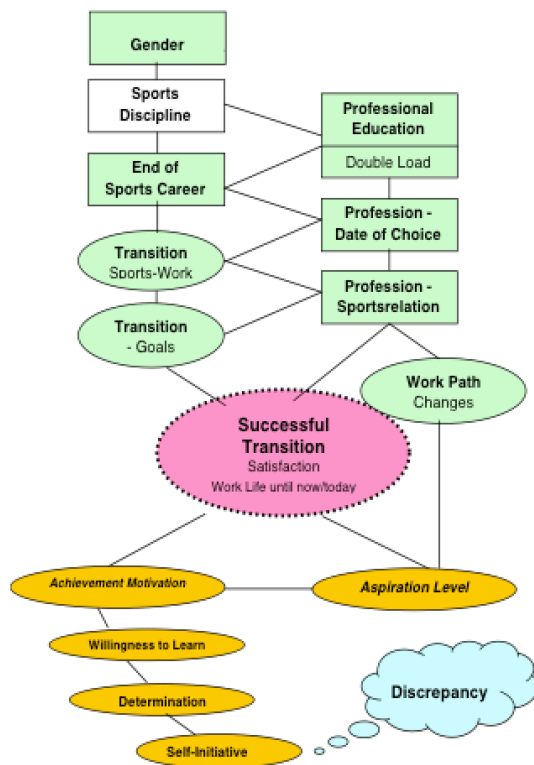 Gender
Sports
Discipline
Professional
Education
Double Load
End of
Sports Career
Profession -
Date of Choice
Transition
Sports-Work
Profession -
Sportsrelation
Transition
- Goals
Work Path
Changes
Successful
Transition
Satisfaction
Work Life until now/today
Achievement Motivation
Aspiration Level
Willingness to Learn
Determination
Discrepancy
Self-Initiative